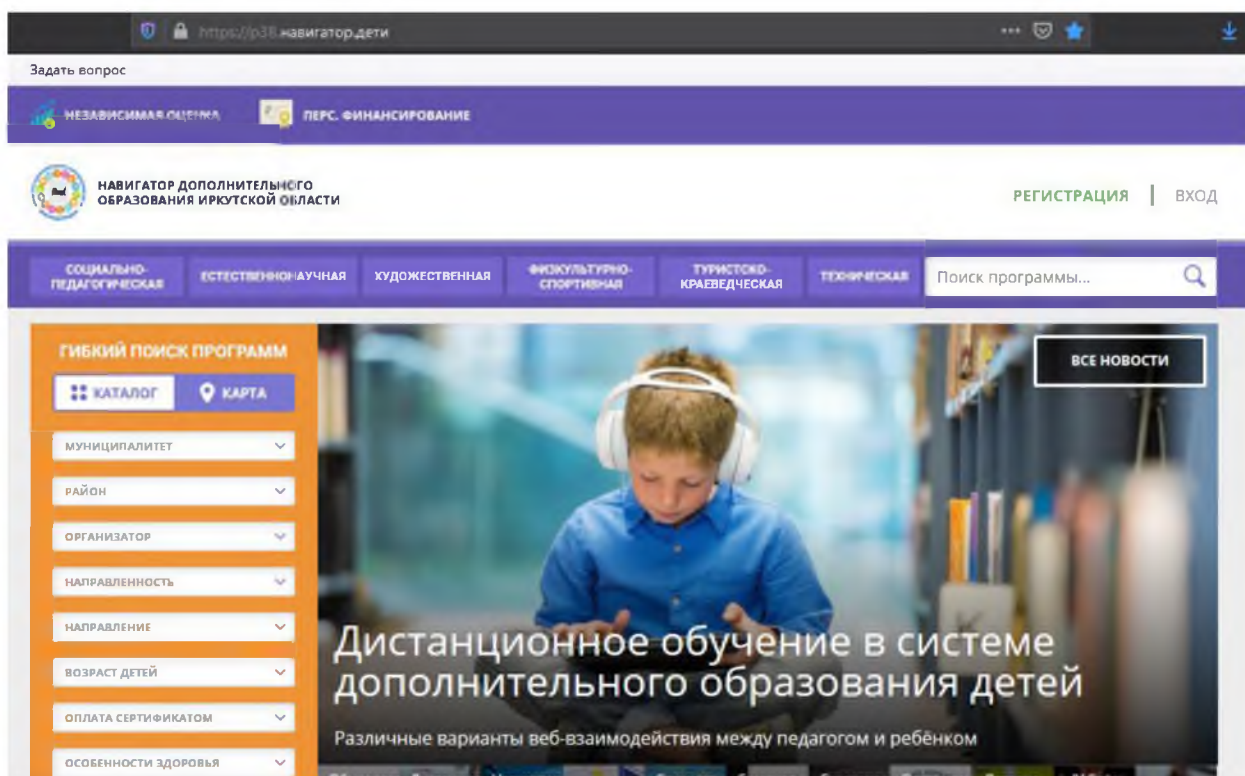 https://р38.навигатор.дети
Задать вопрос
НЕЗАВИСИМАЯ ОЦЕНКА
ПЕРС. ФИНАНСИРОВАНИЕ
НАВИГАТОР ДОПОЛНИТЕЛЬНОГО
ОБРАЗОВАНИЯ ИРКУТСКОЙ ОБЛАСТИ
РЕГИСТРАЦИЯ | ВХОД
СОЦИАЛЬНО-
ПЕДАГОГИЧЕСКАЯ
ЕСТЕСТВЕННОНАУЧНАЯ
ХУДОЖЕСТВЕННАЯ
ФИЗКУЛЬТУРНО-
СПОРТИВНАЯ
ТУРИСТСКО-
КРАЕВЕДЧЕСКАЯ
ТЕХНИЧЕСКАЯ
Поиск программы...
ГИБКИЙ ПОИСК ПРОГРАММ
КАТАЛОГ
КАРТА
МУНИЦИПАЛИТЕТ
РАЙОН
ОРГАНИЗАТОР
НАПРАВЛЕННОСТЬ
НАПРАВЛЕНИЕ
ВОЗРАСТ ДЕТЕЙ
ОПЛАТА СЕРТИФИКАТОМ
ОСОБЕННОСТИ ЗДОРОВЬЯ
ВСЕ НОВОСТИ
Дистанционное обучение в системе
дополнительного образования детей
Различные варианты веб-взаимодействия между педагогом и ребёнком